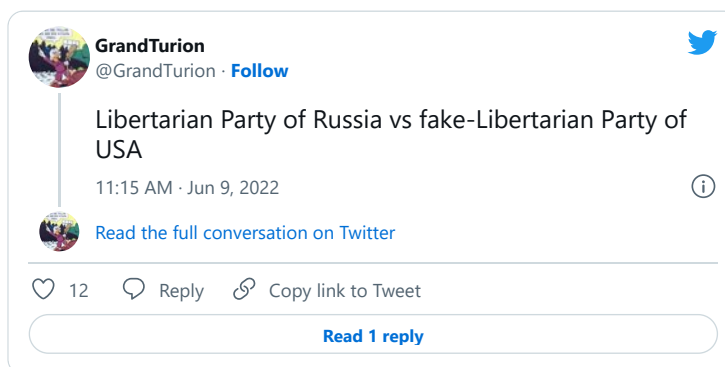 GrandTurion
@GrandTurion · Follow
Libertarian Party of Russia vs fake-Libertarian Party of
USA
11:15 AM · Jun 9, 2022
Read the full conversation on Twitter
12 Reply Copy link to Tweet
Read 1 reply